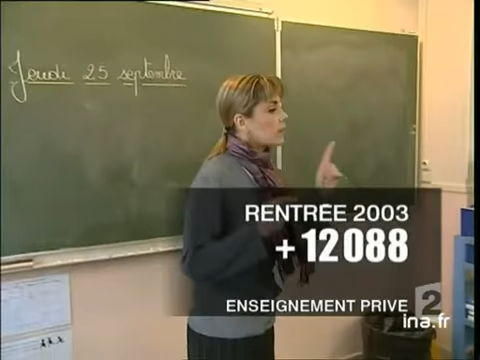 Jeudi 25 septembre
RENTRÉE 2003
+12088
ENSEIGNEMENT PRIVE
2
ina.fr